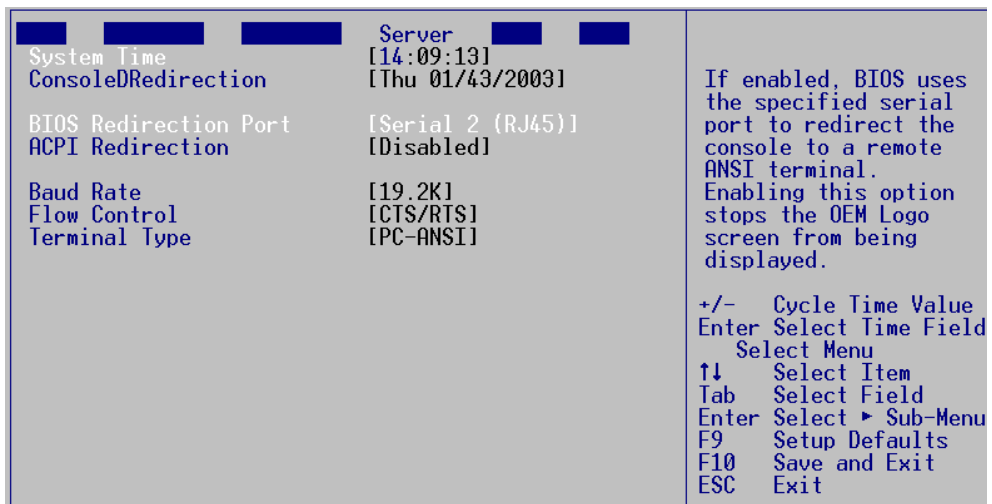 Server
System Time [14:09:13]
ConsoleDRedirection [Thu 01/43/2003]
BIOS Redirection Port [Serial 2 (RJ45)]
ACPI Redirection [Disabled]
Baud Rate [19.2K]
Flow Control [CTS/RTS]
Terminal Type [PC-ANSI]
If enabled, BIOS uses
the specified serial
port to redirect the
console to a remote
ANSI terminal.
Enabling this option
stops the OEM Logo
screen from being
displayed.
+/- Cycle Time Value
Enter Select Time Field
Select Menu
↑↓ Select Item
Tab Select Field
Enter Select ► Sub-Menu
F9 Setup Defaults
F10 Save and Exit
ESC Exit